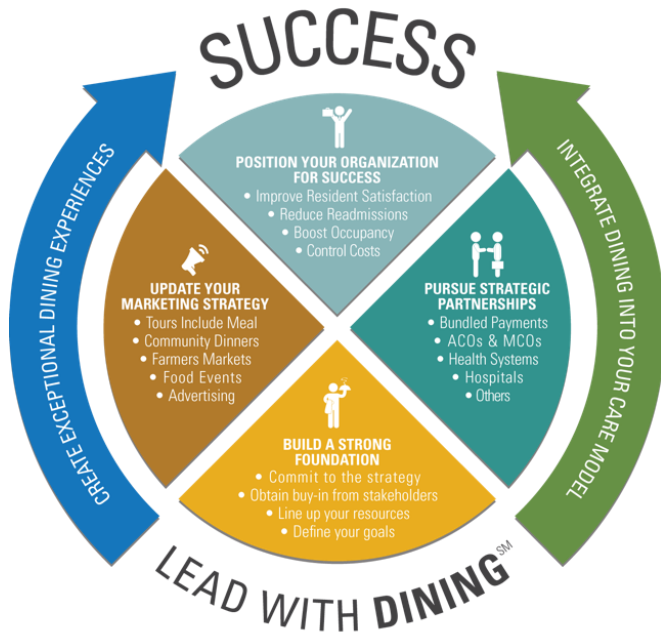 SUCCESS
CREATE EXCEPTIONAL DINING EXPERIENCES
INTEGRATE DINING INTO YOUR CARE MODEL
POSITION YOUR ORGANIZATION
FOR SUCCESS
• Improve Resident Satisfaction
• Reduce Readmissions
• Boost Occupancy
• Control Costs
UPDATE YOUR
MARKETING STRATEGY
• Tours Include Meal
• Community Dinners
• Farmers Markets
• Food Events
• Advertising
PURSUE STRATEGIC
PARTNERSHIPS
• Bundled Payments
• ACOs & MCOs
• Health Systems
• Hospitals
• Others
BUILD A STRONG
FOUNDATION
• Commit to the strategy
• Obtain buy-in from stakeholders
• Line up your resources
• Define your goals
LEAD WITH DINING℠